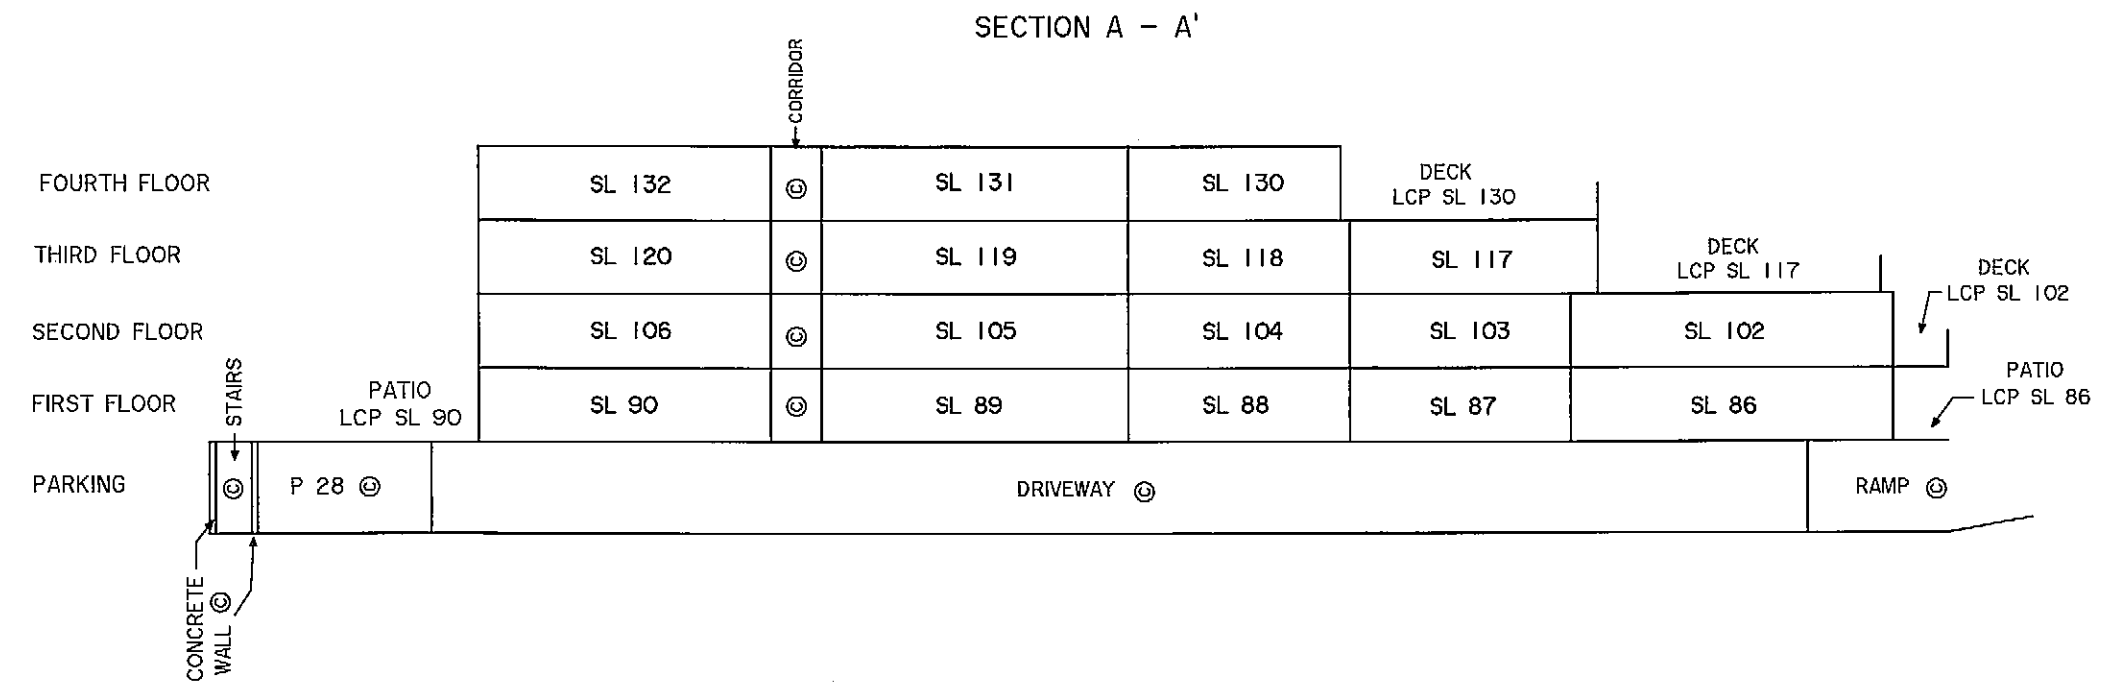 SECTION A - A'
CORRIDOR
FOURTH FLOOR
SL 132
©
SL 131
SL 130
DECK
LCP SL 130
THIRD FLOOR
SL 120
©
SL 119
SL 118
SL 117
DECK
LCP SL 117
DECK
LCP SL 102
SECOND FLOOR
SL 106
©
SL 105
SL 104
SL 103
SL 102
FIRST FLOOR
STAIRS
PATIO
LCP SL 90
SL 90
©
SL 89
SL 88
SL 87
SL 86
PATIO
LCP SL 86
PARKING
©
P 28 ©
DRIVEWAY ©
RAMP ©
CONCRETE
WALL ©